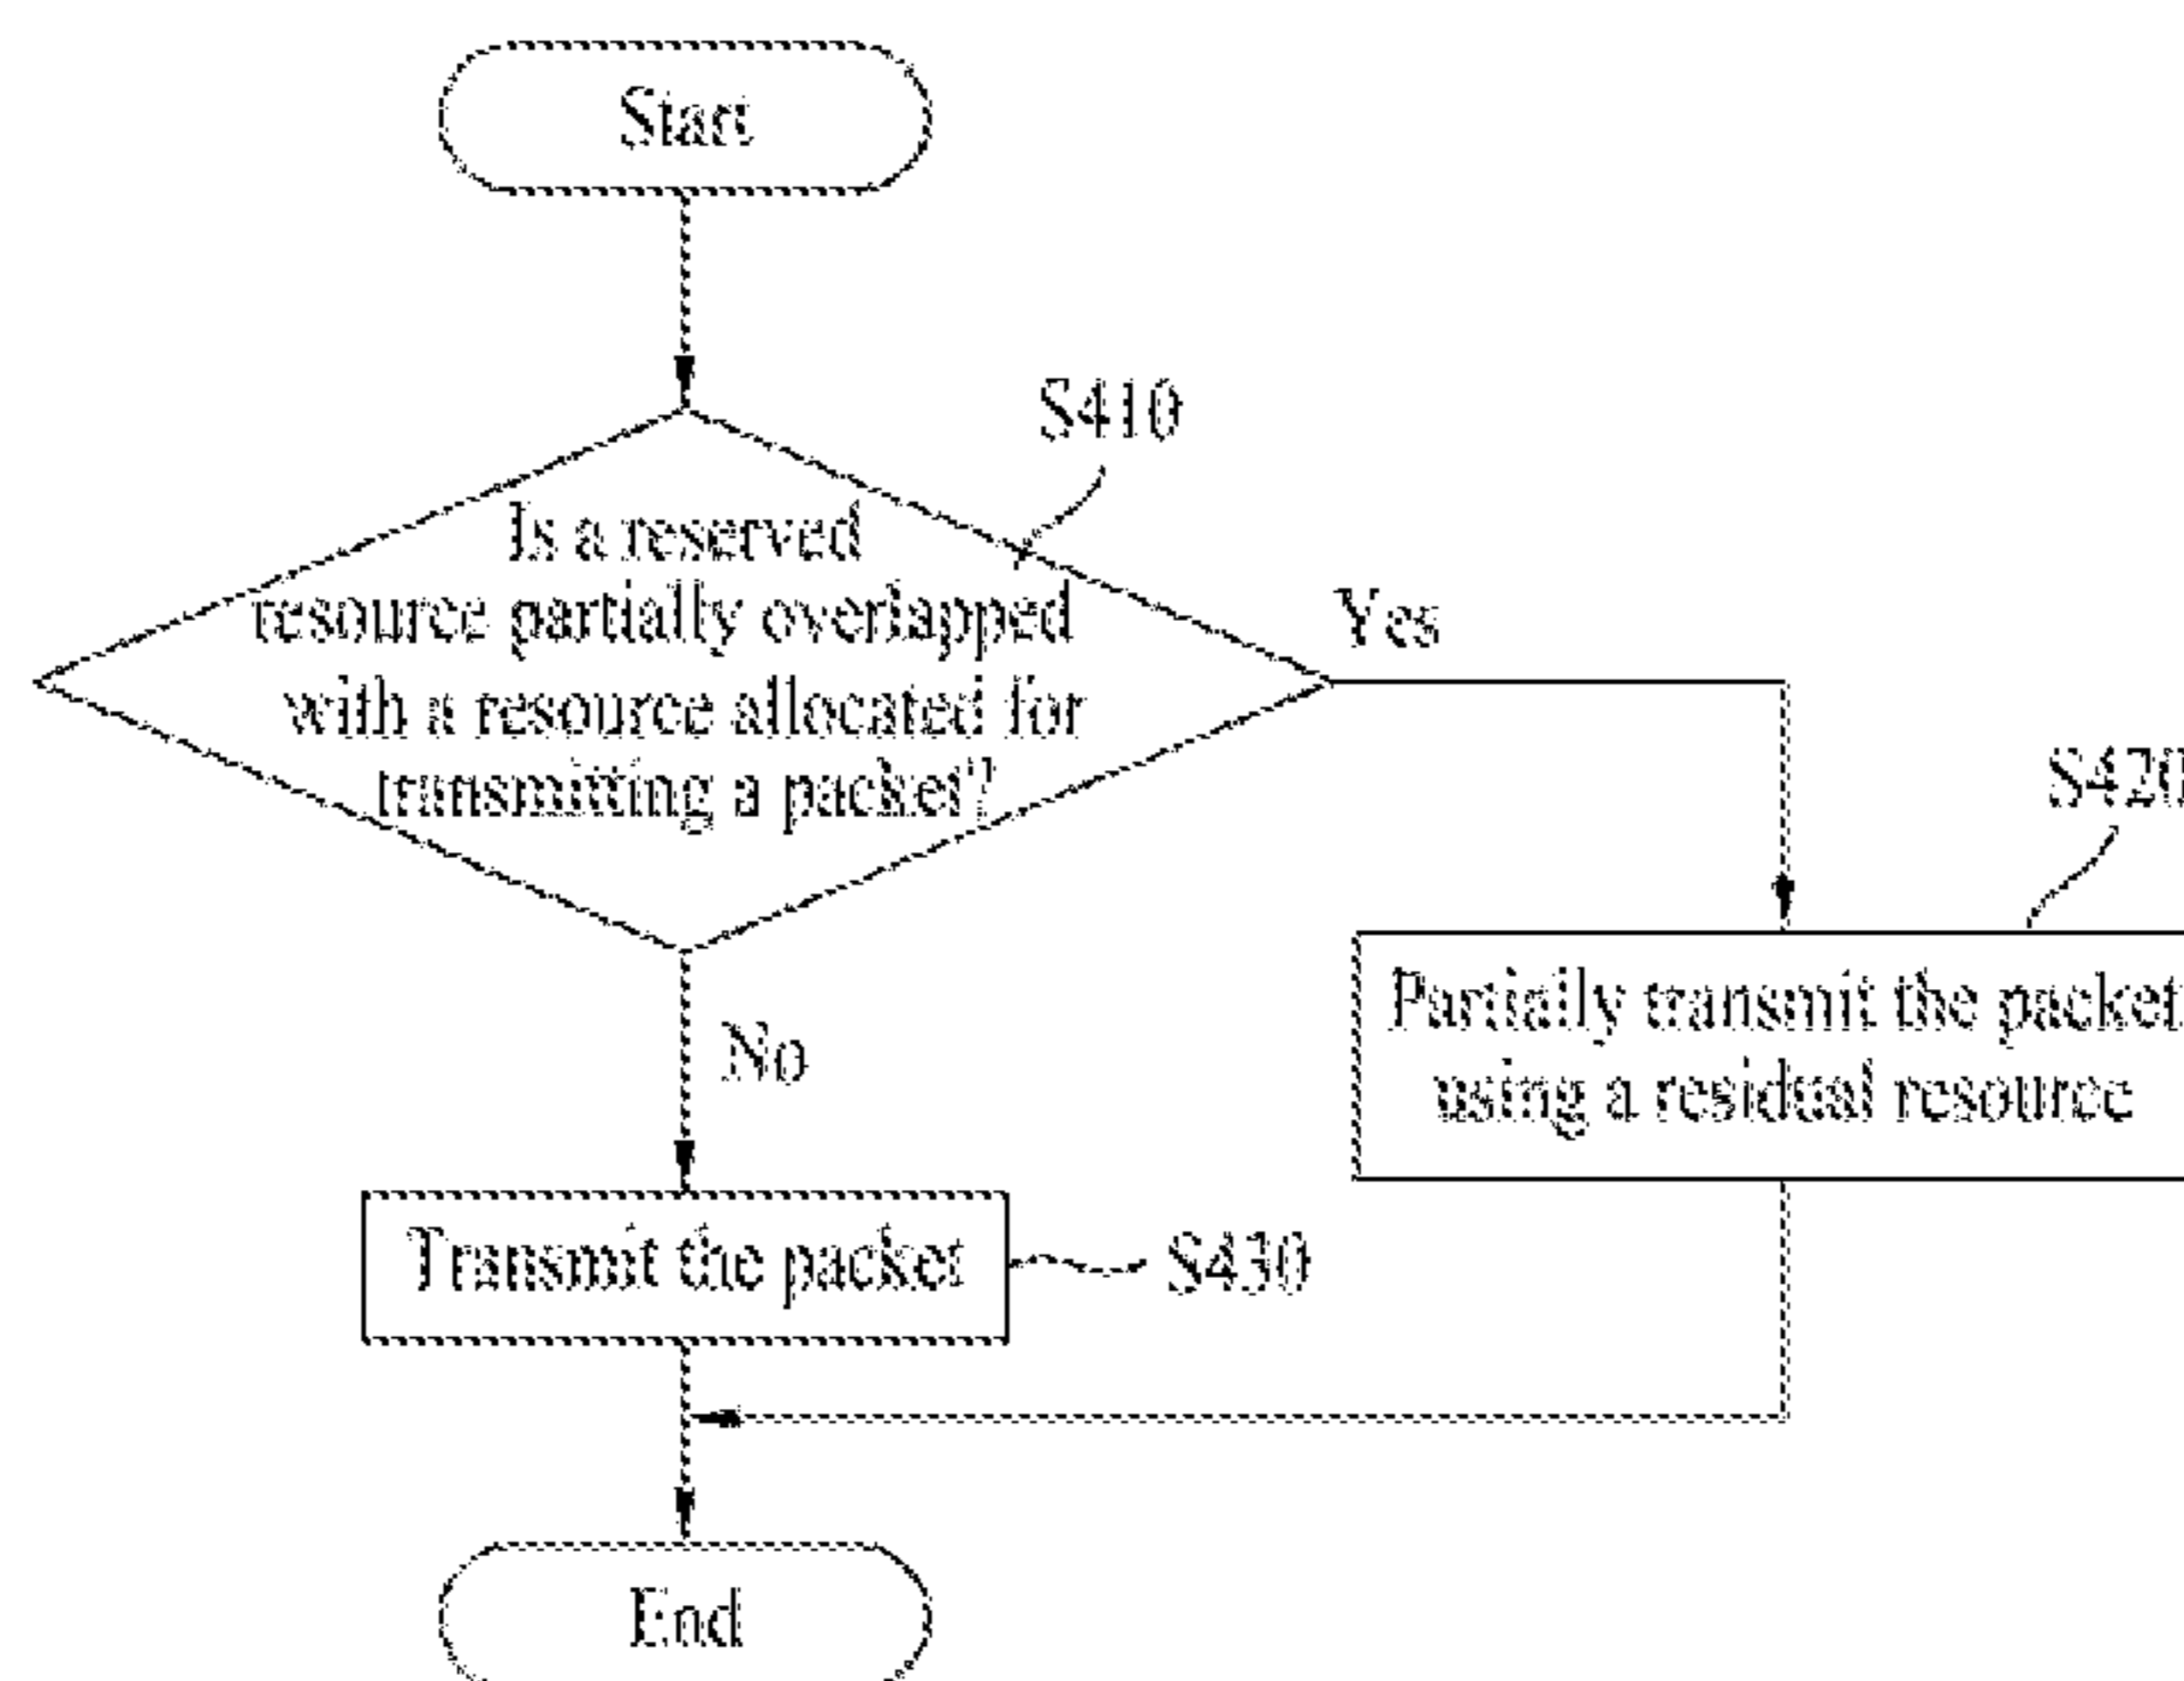 Start
S410
Is a reserved
resource partially overlapped
with a resource allocated for
transmitting a packet?
Yes
S420
Partially transmit the packet
using a residual resource
No
Transmit the packet
S430
End